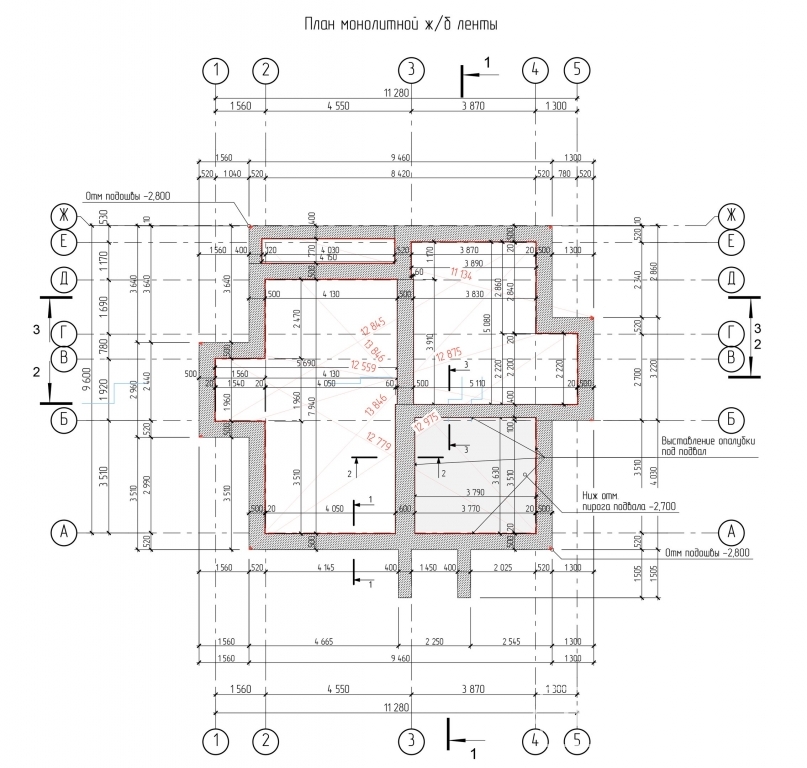 План монолитной ж/б ленты
1 2 3 4 5
1
11 280
1 560 4 550 3 870 1 300
1 560 9 460 1 300
520 1 040 520 8 420 520 780 520
Отм подошвы -2,800
Ж
Е
Д
Г
В
Б
А
Ж
Е
Д
Г
В
Б
А
530
1 170
1 690
780
1 920
3 510
9 600
310
3 640
2 960
2 440
520
2 990
520
3 640
3 510
1 560 400 120 4 030 520 3 870 20 500 1 300
4 150
400
770
500
1 170
3 890
11 134
60
500 4 130 500 3 830 500
2 470
3 910
5 080
2 860
2 840
12 845
13 846
12 559
12 875
5 690
4 130
500 20 1 540 20 4 050 60 500 5 110 20 500
1 960
1 960
7 940
2 220
2 200
2 220
400
100
13 846
12 779
12 975
3
3
3
2
3
2
2 340
2 860
2 700
3 220
520
4 030
3 510
520
1 505
1 505
Выставление опалубки
под подвал
2 2
3 510
3 630
3 510
Ниж отм.
пирога подвала -2,700
3 790
500 20 4 050 600 3 770 20 500
1
1
Отм подошвы -2,800
1 560 520 4 145 400 1 450 400 2 025 520 1 300
1 560 4 665 2 250 2 545 1 300
1 560 9 460 1 300
1 560 4 550 3 870 1 300
11 280
1 2 3 4 5
1